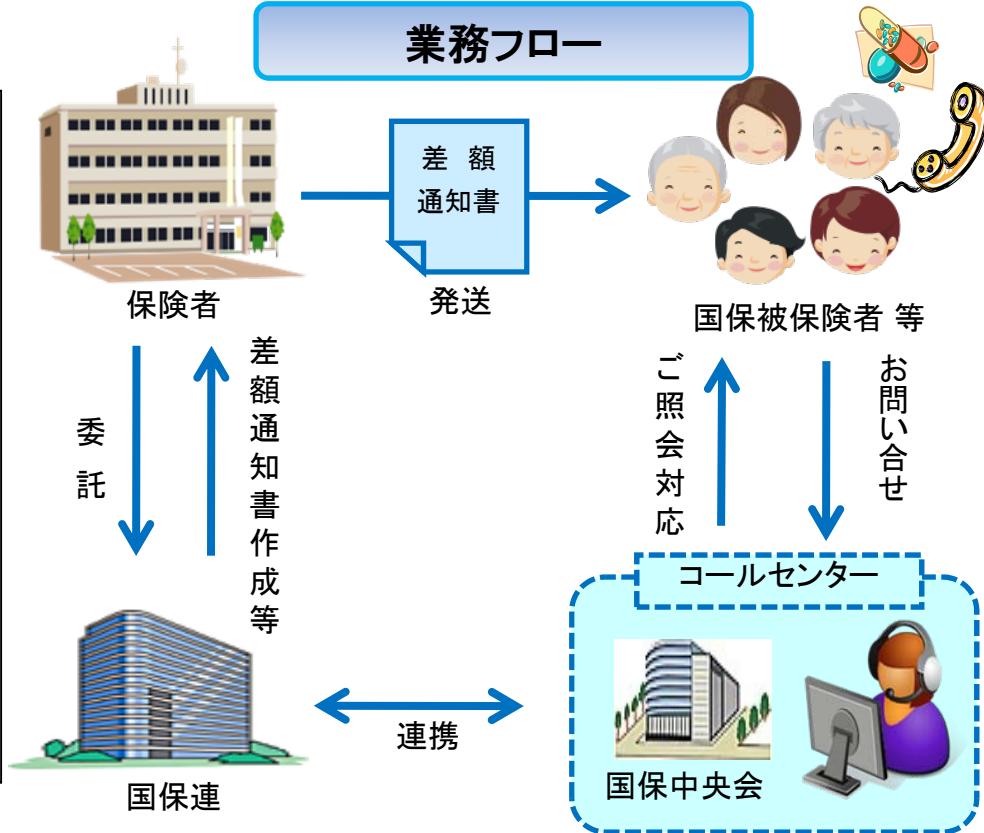 業務フロー
差　額
通知書
発送
保険者
国保被保険者 等
委託
差額通知書作成等
ご照会対応
お問い合せ
コールセンター
連携
国保連
国保中央会